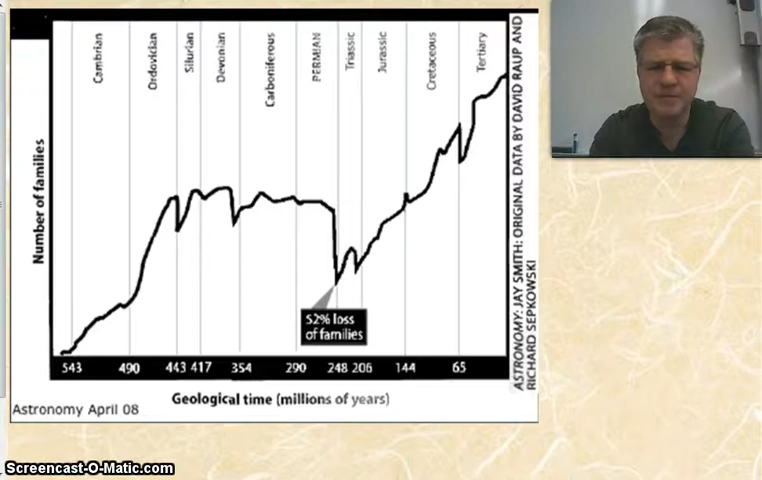 Cambrian
Ordovician
Silurian
Devonian
Carboniferous
PERMIAN
Triassic
Jurassic
Cretaceous
Tertiary
Number of families
52% loss
of families
543 490 443 417 354 290 248 206 144 65
Geological time (millions of years)
ASTRONOMY: JAY SMITH: ORIGINAL DATA BY DAVID RAUP AND
RICHARD SEPKOWSKI
Astronomy April 08
Screencast-O-Matic.com